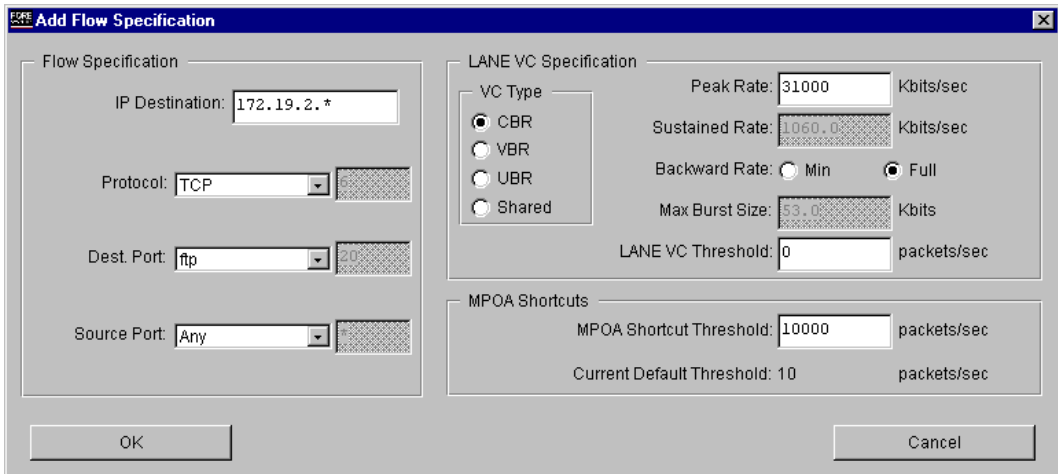 FORE
Add Flow Specification
Flow Specification
IP Destination: 172.19.2.*
Protocol: TCP 6
Dest. Port: ftp 20
Source Port: Any *
LANE VC Specification
VC Type
CBR
VBR
UBR
Shared
Peak Rate: 31000 Kbits/sec
Sustained Rate: 1060.0 Kbits/sec
Backward Rate: Min Full
Max Burst Size: 53.0 Kbits
LANE VC Threshold: 0 packets/sec
MPOA Shortcuts
MPOA Shortcut Threshold: 10000 packets/sec
Current Default Threshold: 10 packets/sec
OK
Cancel